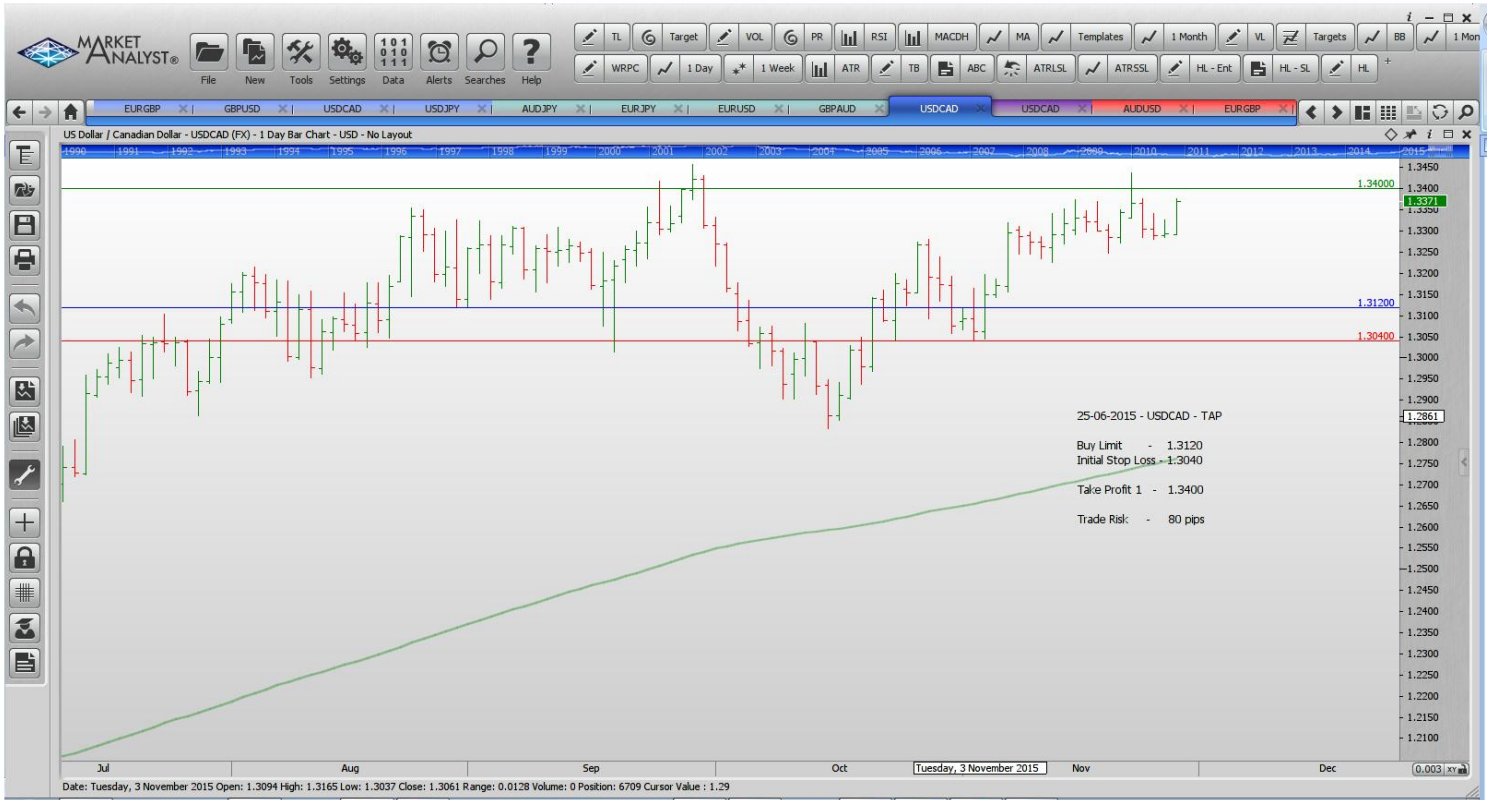 MARKET
ANALYST®
File New Tools Settings Data Alerts Searches Help
101
010
111
TL Target VOL PR RSI MACDH MA Templates 1 Month VL Targets BB 1 Mon
WRPC 1 Day 1 Week ATR TB ABC ATRLSL ATRSSL HL - Ent HL - SL HL +
EURGBP GBPUSD USDCAD USDJPY AUDJPY EURJPY EURUSD GBPAUD USDCAD USDCAD AUDUSD EURGBP
US Dollar / Canadian Dollar - USDCAD (FX) - 1 Day Bar Chart - USD - No Layout
1990 1991 1992 1993 1994 1995 1996 1997 1998 1999 2000 2001 2002 2003 2004 2005 2006 2007 2008 2009 2010 2011 2012 2013 2014 2015
1.3450
1.34000 1.3400
1.3371
1.3350
1.3300
1.3250
1.3200
1.3150
1.31200
1.3100
1.30400 1.3050
1.3000
1.2950
1.2900
1.2861
1.2800
1.2750
1.2700
1.2650
1.2600
1.2550
1.2500
1.2450
1.2400
1.2350
1.2300
1.2250
1.2200
1.2150
1.2100
25-06-2015 - USDCAD - TAP
Buy Limit - 1.3120
Initial Stop Loss - 1.3040
Take Profit 1 - 1.3400
Trade Risk - 80 pips
Jul Aug Sep Oct Tuesday, 3 November 2015 Nov Dec 0.003 XY
Date: Tuesday, 3 November 2015 Open: 1.3094 High: 1.3165 Low: 1.3037 Close: 1.3061 Range: 0.0128 Volume: 0 Position: 6709 Cursor Value : 1.29